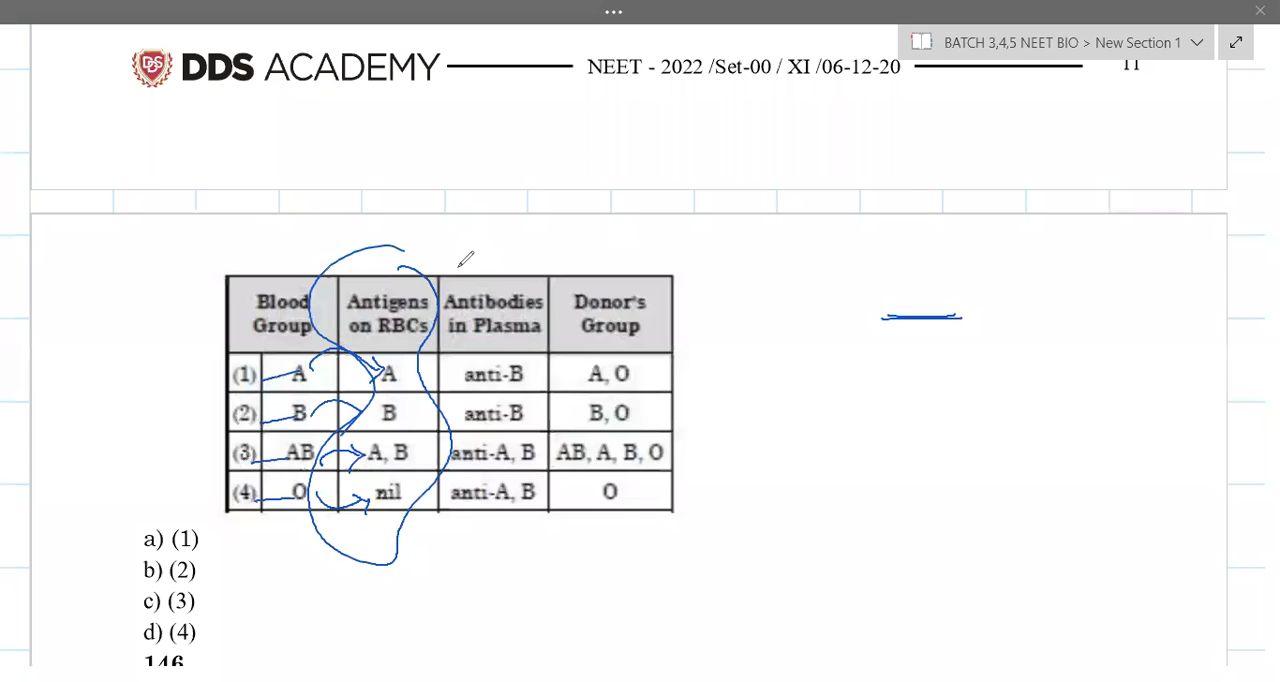 BATCH 3,4,5 NEET BIO > New Section 1
DDS ACADEMY NEET - 2022 /Set-00 / XI /06-12-20 11
Blood Group Antigens on RBCs Antibodies in Plasma Donor's Group
(1) A A anti-B A, O
(2) B B anti-B B, O
(3) AB A, B anti-A, B AB, A, B, O
(4) O nil anti-A, B O
a) (1)
b) (2)
c) (3)
d) (4)
146